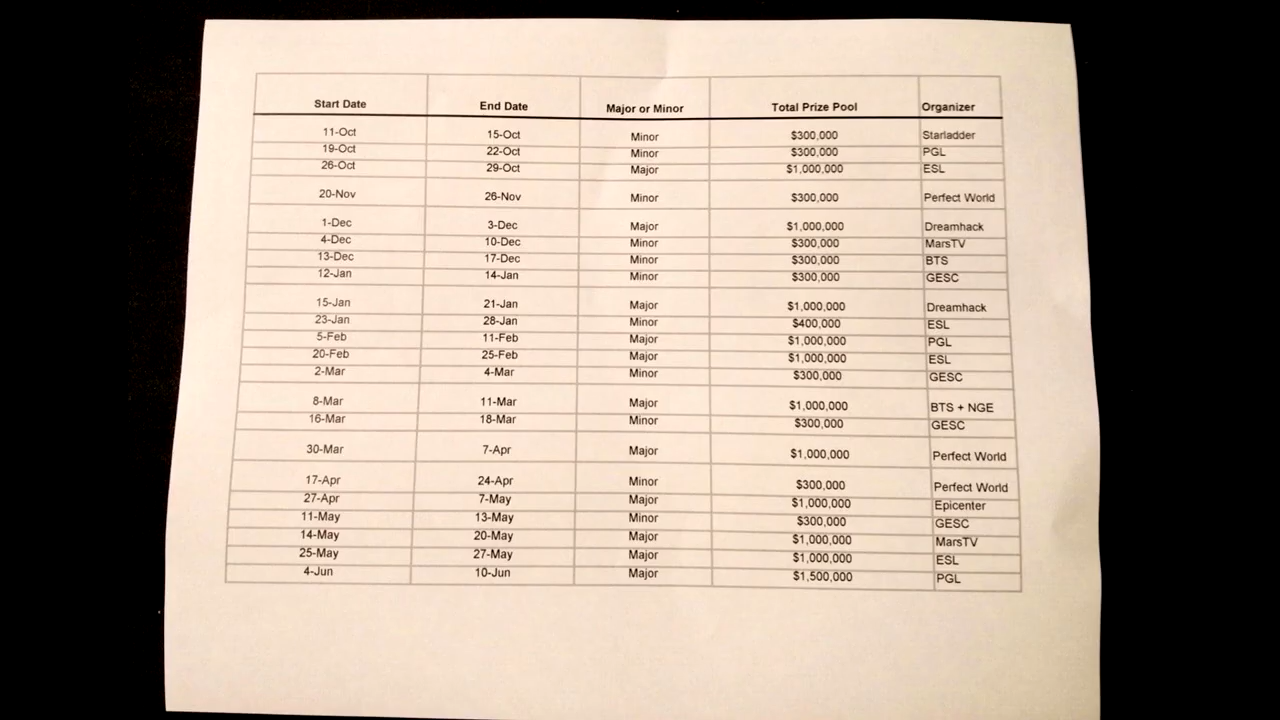 Start Date End Date Major or Minor Total Prize Pool Organizer
11-Oct 15-Oct Minor $300,000 Starladder
19-Oct 22-Oct Minor $300,000 PGL
26-Oct 29-Oct Major $1,000,000 ESL
20-Nov 26-Nov Minor $300,000 Perfect World
1-Dec 3-Dec Major $1,000,000 Dreamhack
4-Dec 10-Dec Minor $300,000 MarsTV
13-Dec 17-Dec Minor $300,000 BTS
12-Jan 14-Jan Minor $300,000 GESC
15-Jan 21-Jan Major $1,000,000 Dreamhack
23-Jan 28-Jan Minor $400,000 ESL
5-Feb 11-Feb Major $1,000,000 PGL
20-Feb 25-Feb Major $1,000,000 ESL
2-Mar 4-Mar Minor $300,000 GESC
8-Mar 11-Mar Major $1,000,000 BTS + NGE
16-Mar 18-Mar Minor $300,000 GESC
30-Mar 7-Apr Major $1,000,000 Perfect World
17-Apr 24-Apr Minor $300,000 Perfect World
27-Apr 7-May Major $1,000,000 Epicenter
11-May 13-May Minor $300,000 GESC
14-May 20-May Major $1,000,000 MarsTV
25-May 27-May Major $1,000,000 ESL
4-Jun 10-Jun Major $1,500,000 PGL